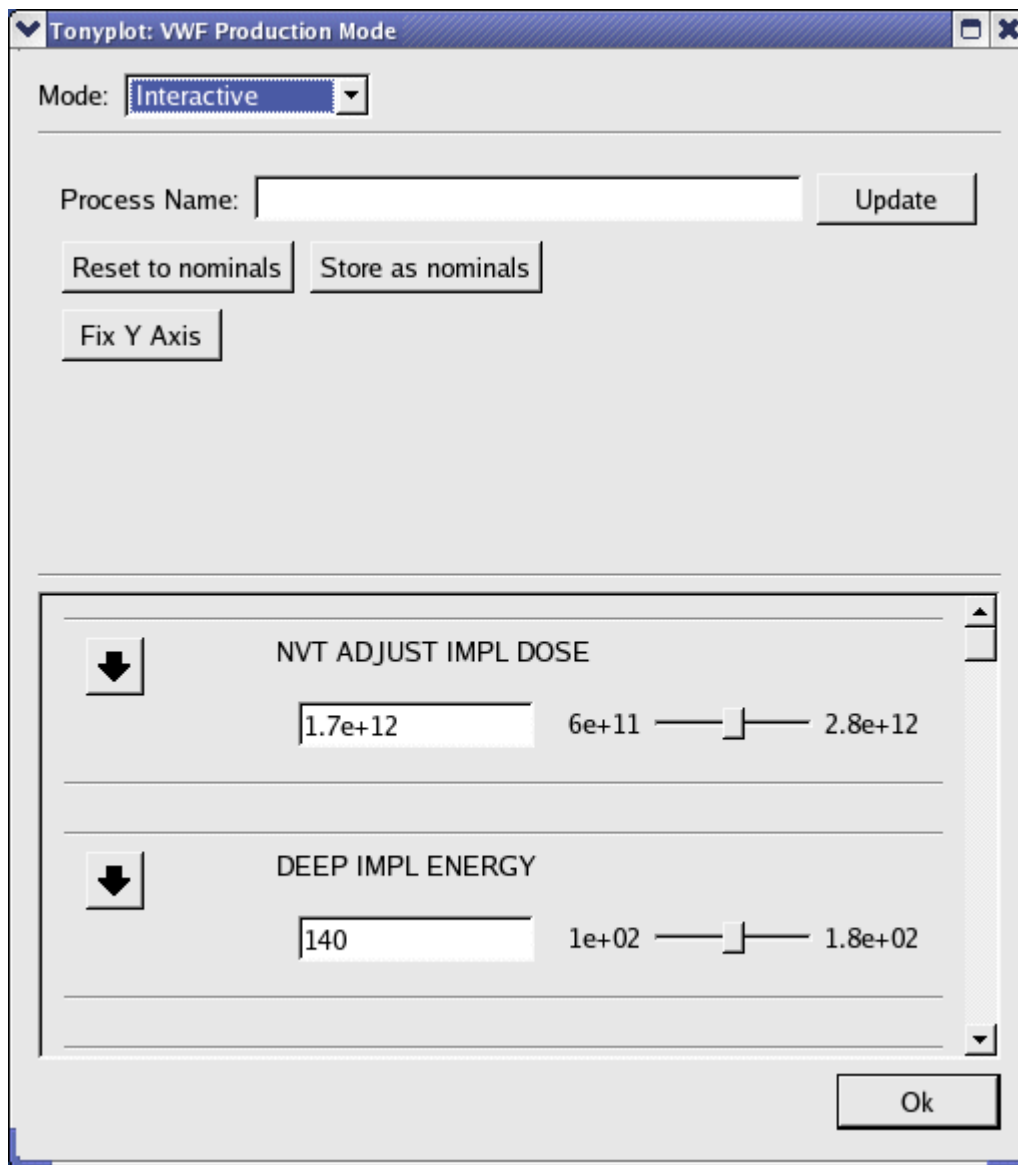 Tonyplot: VWF Production Mode
Mode: Interactive
Process Name: Update
Reset to nominals Store as nominals
Fix Y Axis
NVT ADJUST IMPL DOSE
1.7e+12 6e+11 2.8e+12
DEEP IMPL ENERGY
140 1e+02 1.8e+02
Ok